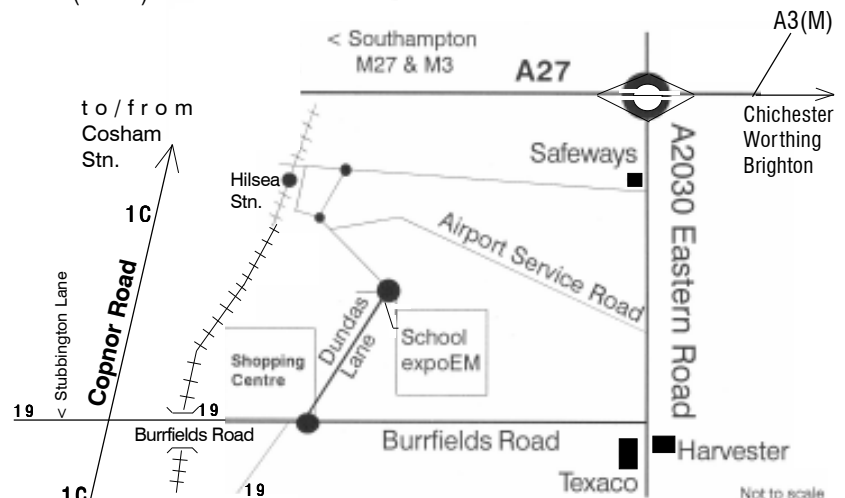 A3(M)
< Southampton
M27 & M3
A27
to/from
Cosham
Stn.
Chichester
Worthing
Brighton
Safeways
Hilsea
Stn.
1C
A2030 Eastern Road
Airport Service Road
Copnor Road
< Stubbington Lane
Dundas
Lane
School
expoEM
Shopping
Centre
19
19
Burrfields Road
Burrfields Road
Harvester
Texaco
1C
19
Not to scale